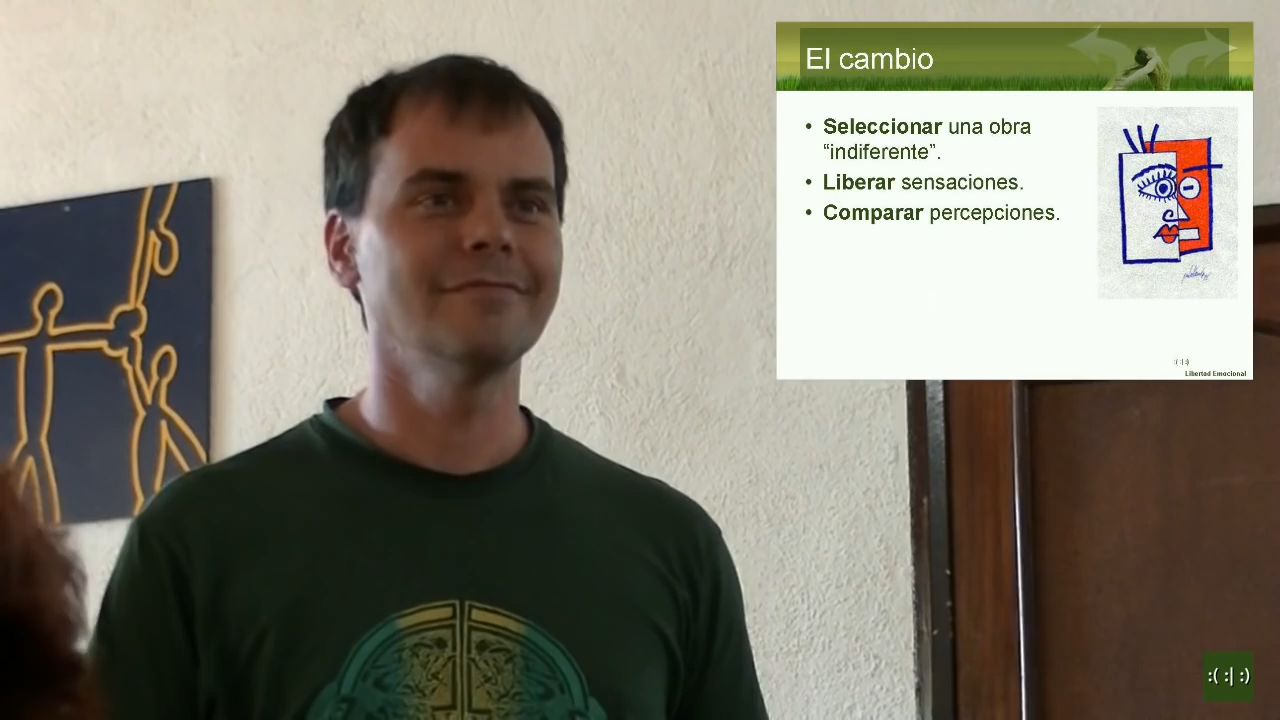 El cambio
• Seleccionar una obra
“indiferente”.
• Liberar sensaciones.
• Comparar percepciones.
:(:|:)
Libertad Emocional
:( :| :)